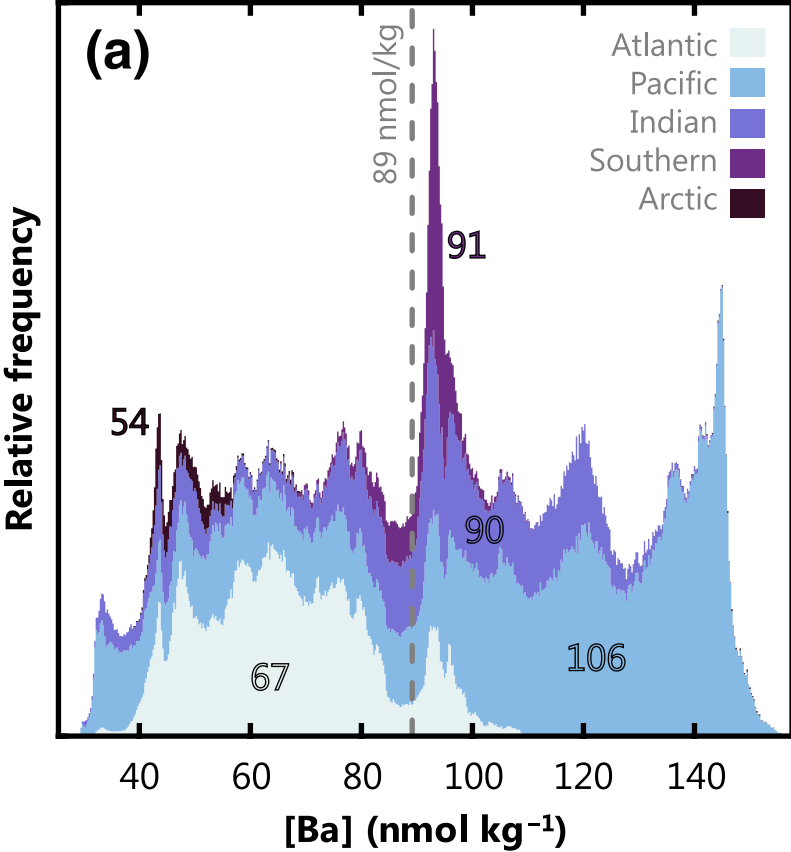 (a)
89 nmol/kg
Atlantic
Pacific
Indian
Southern
Arctic
91
54
90
106
67
Relative frequency
40 60 80 100 120 140
[Ba] (nmol kg⁻¹)